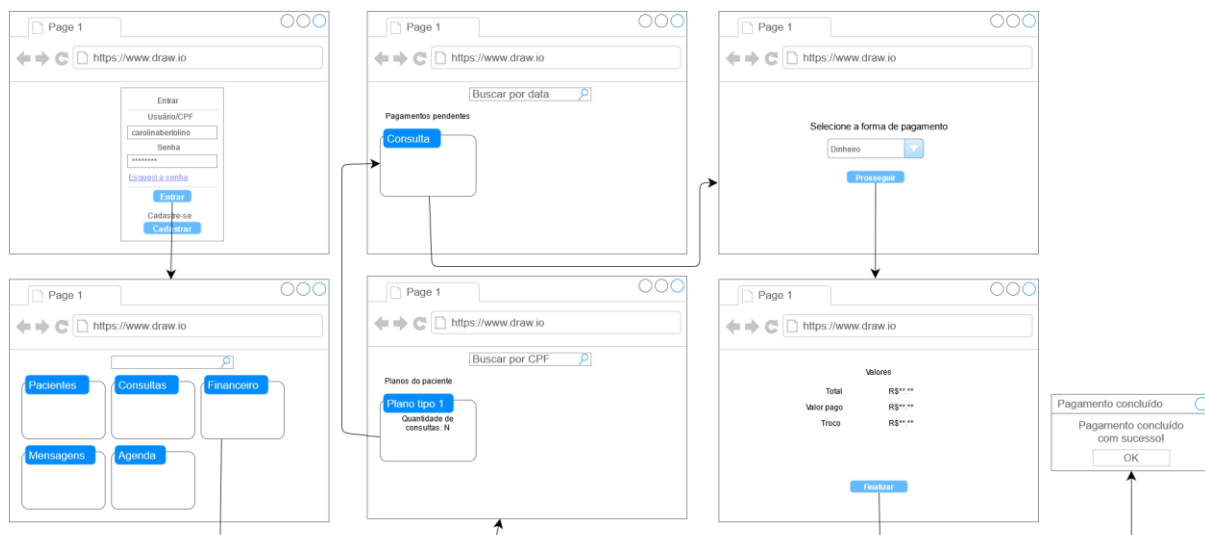 Page 1
https://www.draw.io
Entrar
Usuário/CPF
carolinabertolino
Senha
********
Esqueci a senha
Entrar
Cadastre-se
Cadastrar
Page 1
https://www.draw.io
Buscar por data
Pagamentos pendentes
Consulta
Page 1
https://www.draw.io
Selecione a forma de pagamento
Dinheiro
Prosseguir
Page 1
https://www.draw.io
Pacientes
Consultas
Financeiro
Mensagens
Agenda
Page 1
https://www.draw.io
Buscar por CPF
Planos do paciente
Plano tipo 1
Quantidade de
consultas: N
Page 1
https://www.draw.io
Valores
Total R$**.**
Valor pago R$**.**
Troco R$**.**
Finalizar
Pagamento concluído
Pagamento concluído
com sucesso!
OK